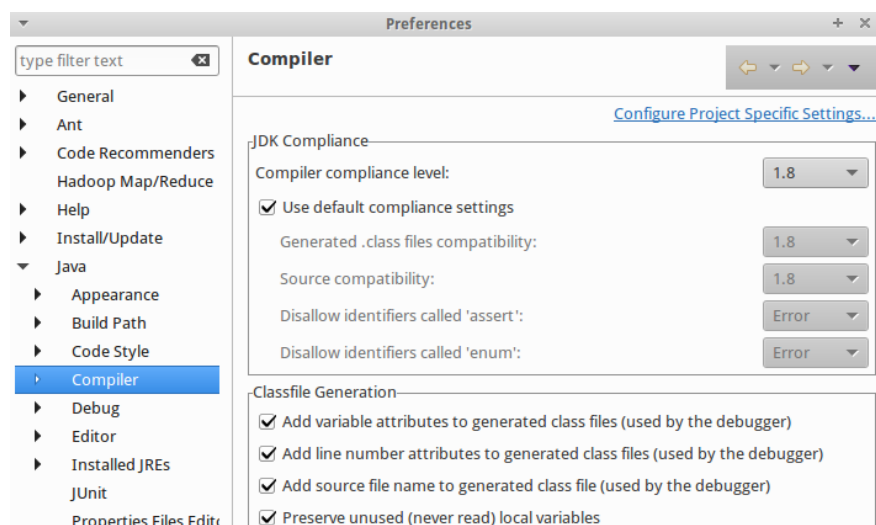 Preferences
type filter text
General
Ant
Code Recommenders
Hadoop Map/Reduce
Help
Install/Update
Java
Appearance
Build Path
Code Style
Compiler
Debug
Editor
Installed JREs
JUnit
Properties Files
Compiler
Configure Project Specific Settings...
JDK Compliance
Compiler compliance level: 1.8
Use default compliance settings
Generated .class files compatibility: 1.8
Source compatibility: 1.8
Disallow identifiers called 'assert': Error
Disallow identifiers called 'enum': Error
Classfile Generation
Add variable attributes to generated class files (used by the debugger)
Add line number attributes to generated class files (used by the debugger)
Add source file name to generated class file (used by the debugger)
Preserve unused (never read) local variables